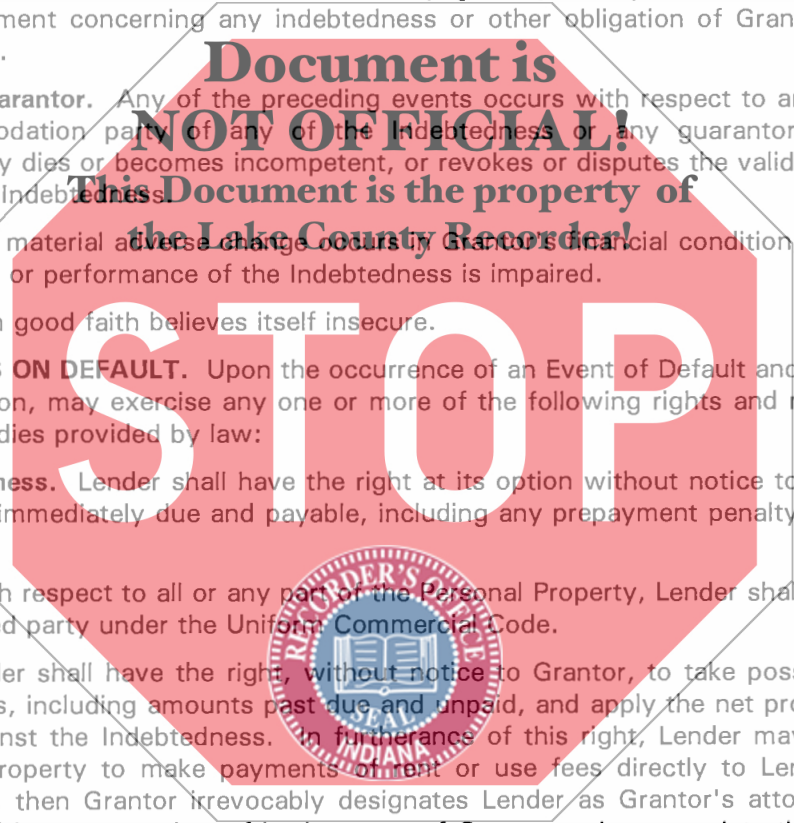 ment concerning any indebtedness or other obligation of Gran
.
Document is
arantor. Any of the preceding events occurs with respect to a
NOT OFFICIAL!
odation party of any of the Indebtedness or any guarantor
y dies or becomes incompetent, or revokes or disputes the valid
This Document is the property of
Indebtedness.
the Lake County Recorder!
material adverse change occurs in Grantor's financial condition
or performance of the Indebtedness is impaired.
good faith believes itself insecure.
STOP
ON DEFAULT. Upon the occurrence of an Event of Default and
on, may exercise any one or more of the following rights and
dies provided by law:
ness. Lender shall have the right at its option without notice to
immediately due and payable, including any prepayment penalty
h respect to all or any part of the Personal Property, Lender shal
d party under the Uniform Commercial Code.
RECORDER'S OFFICE
SEAL
INDIANA
der shall have the right, without notice to Grantor, to take poss
s, including amounts past due and unpaid, and apply the net pro
inst the Indebtedness. In furtherance of this right, Lender may
roperty to make payments of rent or use fees directly to Len
then Grantor irrevocably designates Lender as Grantor's atto